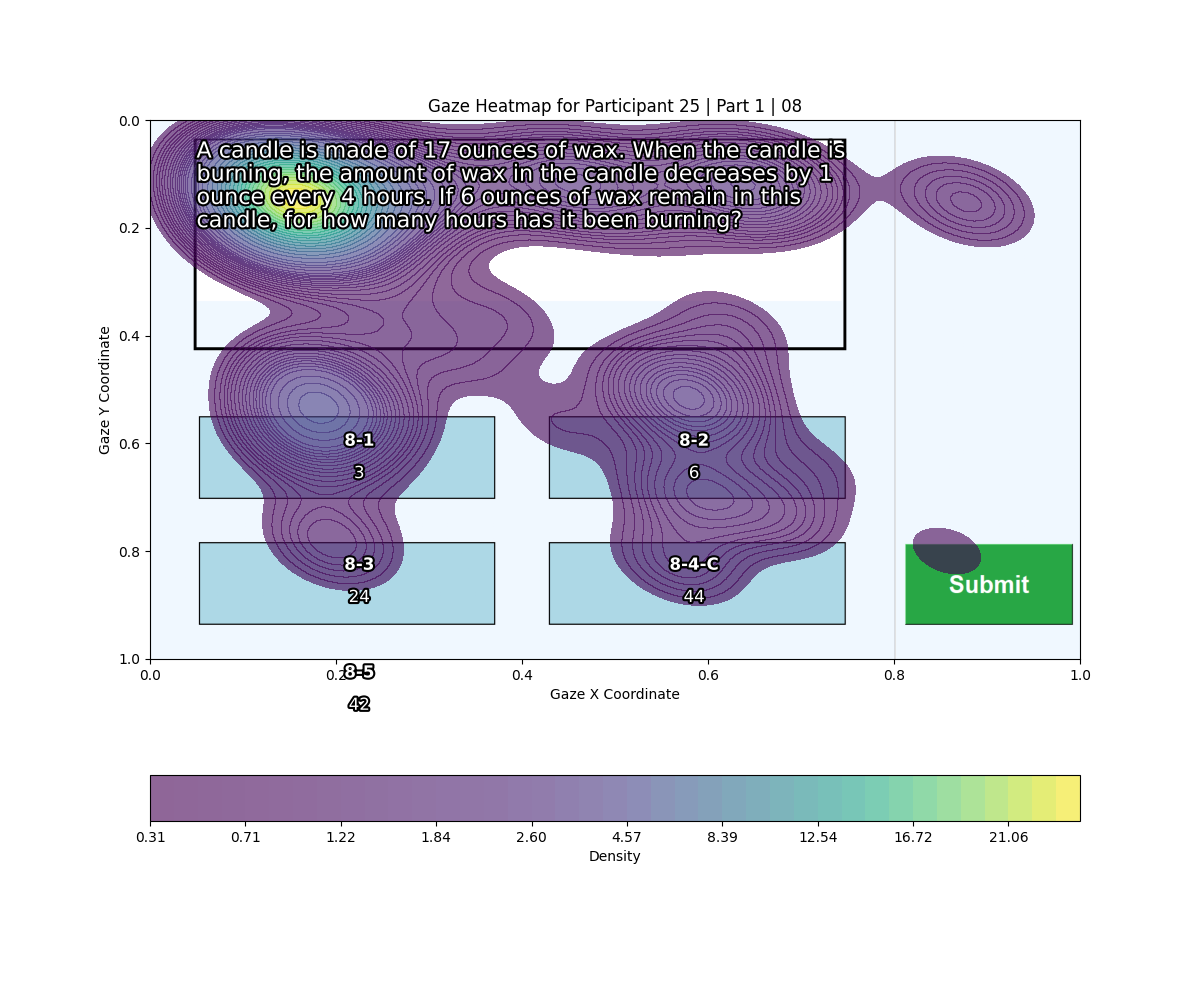 Gaze Heatmap for Participant 25 | Part 1 | 08
0.0
0.2
0.4
0.6
0.8
1.0
Gaze Y Coordinate
A candle is made of 17 ounces of wax. When the candle is
burning, the amount of wax in the candle decreases by 1
ounce every 4 hours. If 6 ounces of wax remain in this
candle, for how many hours has it been burning?
8-1
3
8-2
6
8-3
24
8-4-C
44
Submit
0.0 0.2 0.4 0.6 0.8 1.0
8-5
42
Gaze X Coordinate
0.31 0.71 1.22 1.84 2.60 4.57 8.39 12.54 16.72 21.06
Density